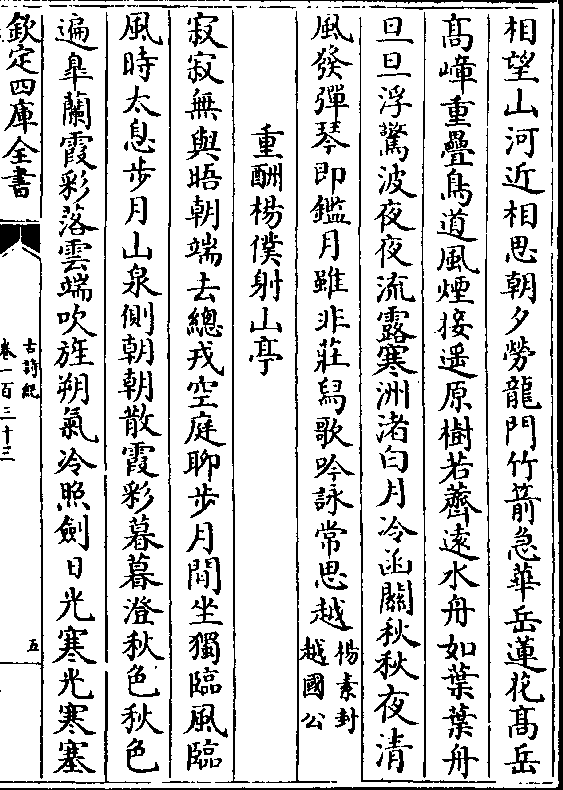 相望山河近相思朝夕勞龍門竹箭急華岳蓮花髙岳
髙嶂重疊鳥道風煙接遥原樹若薺逺水舟如葉葉舟
旦旦浮驚波夜夜流露寒洲渚白月冷函關秋秋夜清
風發彈琴即鑑月雖非莊舄歌吟詠常思越楊素封越國公
重酬楊僕射山亭
寂寂無與晤朝端去總戎空庭聊步月閒坐獨臨風臨
風時太息步月山泉側朝朝散霞彩暮暮澄秋色秋色
遍臯蘭霞彩落雲端吹旌朔氣冷照劍日光寒光寒塞
欽定四庫全書
古詩紀
卷一百三十三
五